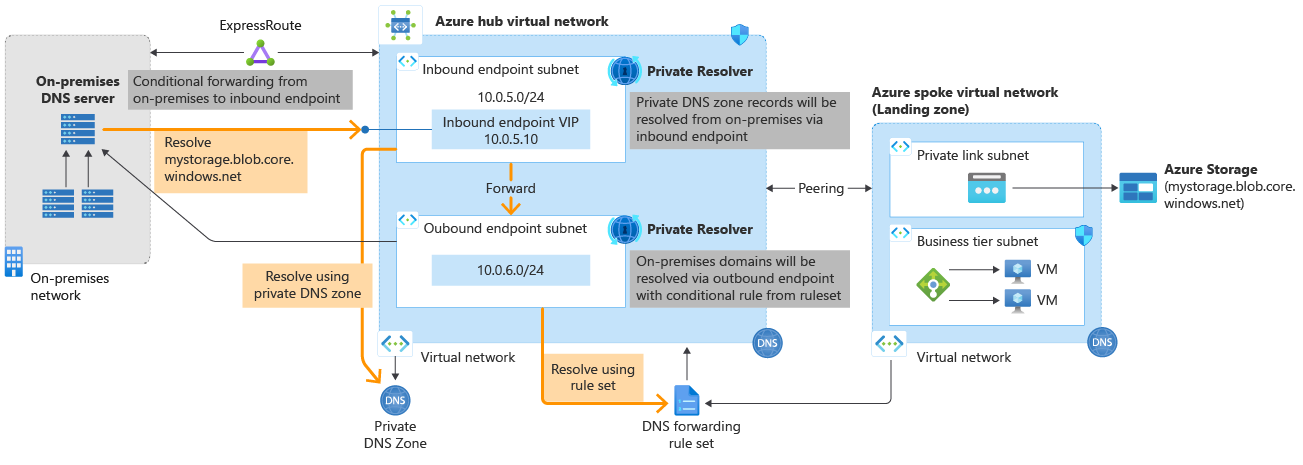 ExpressRoute
Azure hub virtual network
On-premises
DNS server
Conditional forwarding from
on-premises to inbound endpoint
Resolve
mystorage.blob.core.
windows.net
On-premises
network
Inbound endpoint subnet
10.0.5.0/24
Inbound endpoint VIP
10.0.5.10
Private Resolver
Private DNS zone records will be
resolved from on-premises via
inbound endpoint
Forward
Oubound endpoint subnet
10.0.6.0/24
Private Resolver
On-premises domains will be
resolved via outbound endpoint
with conditional rule from ruleset
Resolve using
private DNS zone
Virtual network
DNS
DNS
Private
DNS Zone
Resolve using
rule set
DNS forwarding
rule set
Peering
Azure spoke virtual network
(Landing zone)
Private link subnet
Business tier subnet
VM
VM
DNS
Virtual network
Azure Storage
(mystorage.blob.core.
windows.net)